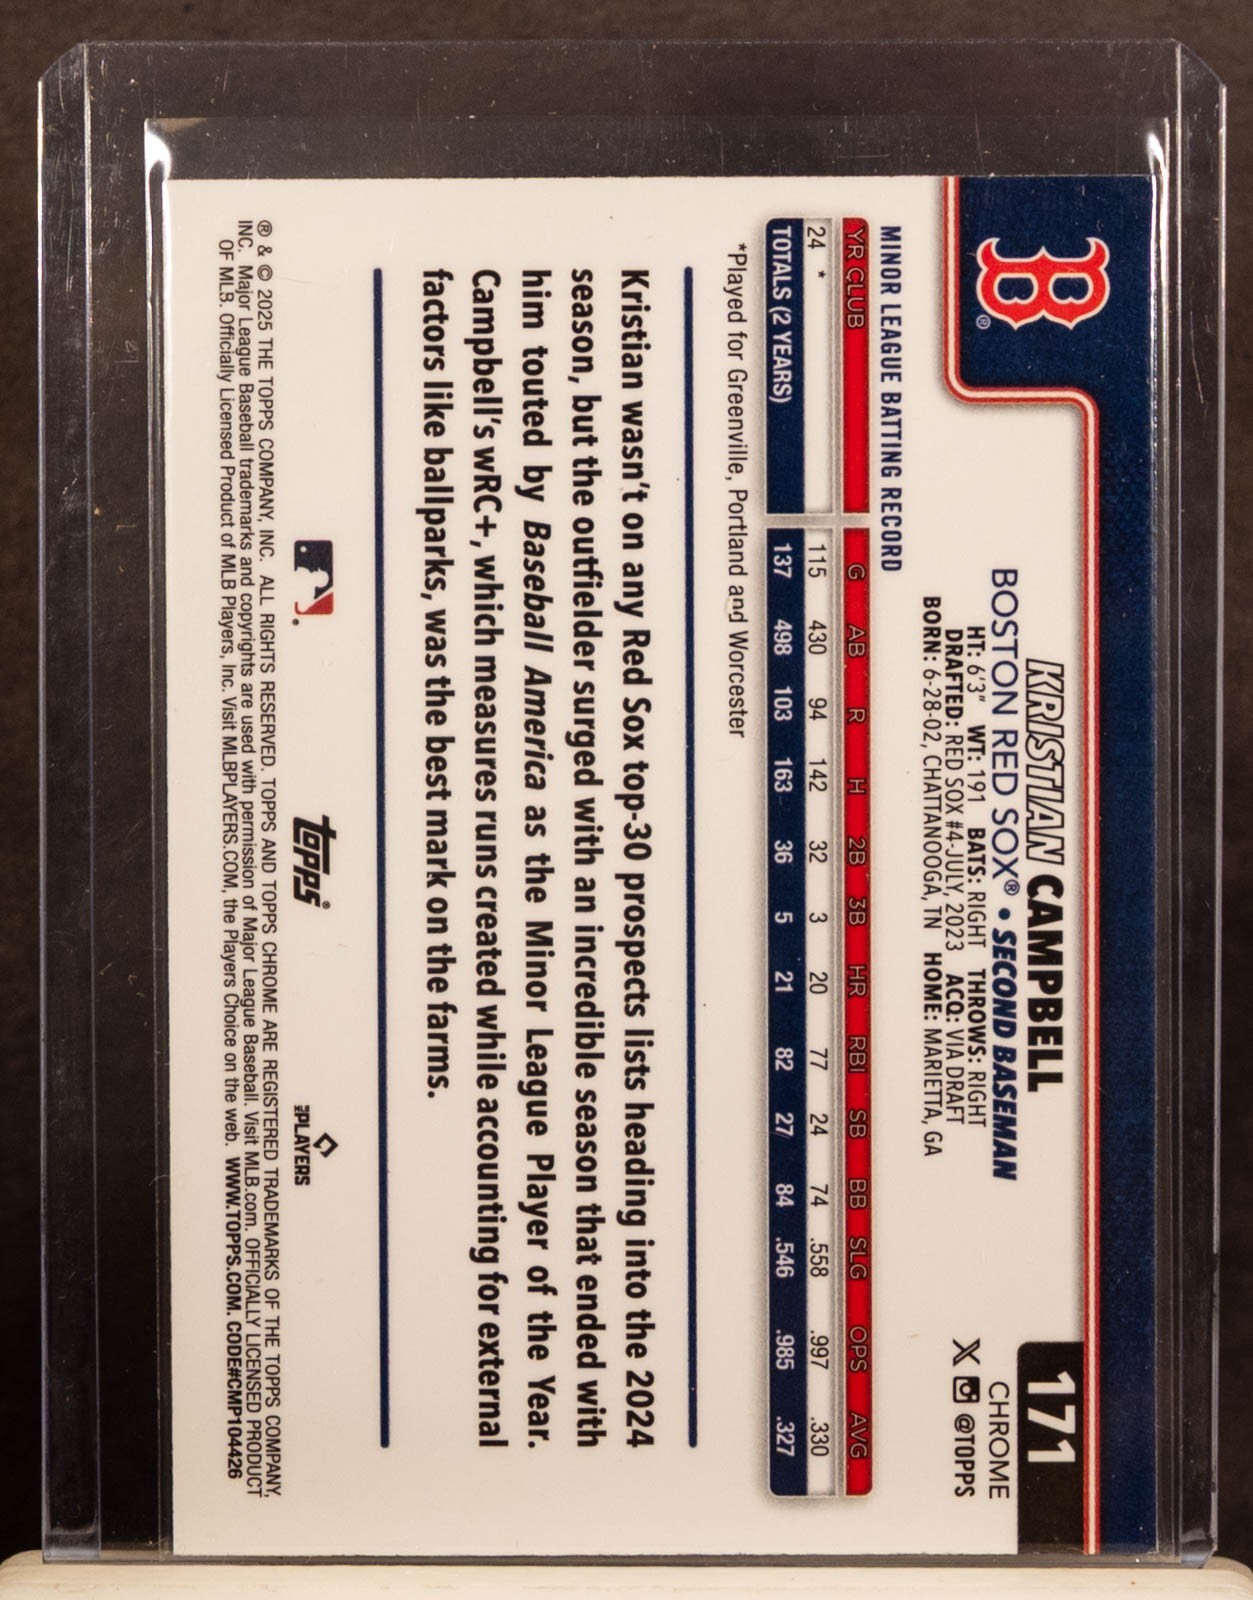 B®
171
KRISTIAN CAMPBELL
CHROME
BOSTON RED SOX® • SECOND BASEMAN
HT: 6'3" WT: 191 BATS: RIGHT THROWS: RIGHT
X @TOPPS
DRAFTED: RED SOX #4-JULY, 2023 ACQ: VIA DRAFT
BORN: 6-28-02, CHATTANOOGA, TN HOME: MARIETTA, GA
MINOR LEAGUE BATTING RECORD
YR CLUB G AB R H 2B 3B HR RBI SB BB SLG OPS AVG
24 * 115 430 94 142 32 3 20 77 24 74 .558 .997 .330
TOTALS (2 YEARS) 137 498 103 163 36 5 21 82 27 84 .546 .985 .327
*Played for Greenville, Portland and Worcester
Kristian wasn't on any Red Sox top-30 prospects lists heading into the 2024
season, but the outfielder surged with an incredible season that ended with
him touted by Baseball America as the Minor League Player of the Year.
Campbell's wRC+, which measures runs created while accounting for external
factors like ballparks, was the best mark on the farms.
topps®
MLB PLAYERS
® & © 2025 THE TOPPS COMPANY, INC. ALL RIGHTS RESERVED. TOPPS AND TOPPS CHROME ARE REGISTERED TRADEMARKS OF THE TOPPS COMPANY,
INC. Major League Baseball trademarks and copyrights are used with permission of Major League Baseball. Visit MLB.com. OFFICIALLY LICENSED PRODUCT
OF MLB. Officially Licensed Product of MLB Players, Inc. Visit MLBPLAYERS.COM, the Players Choice on the web. WWW.TOPPS.COM. CODE#CMP104426